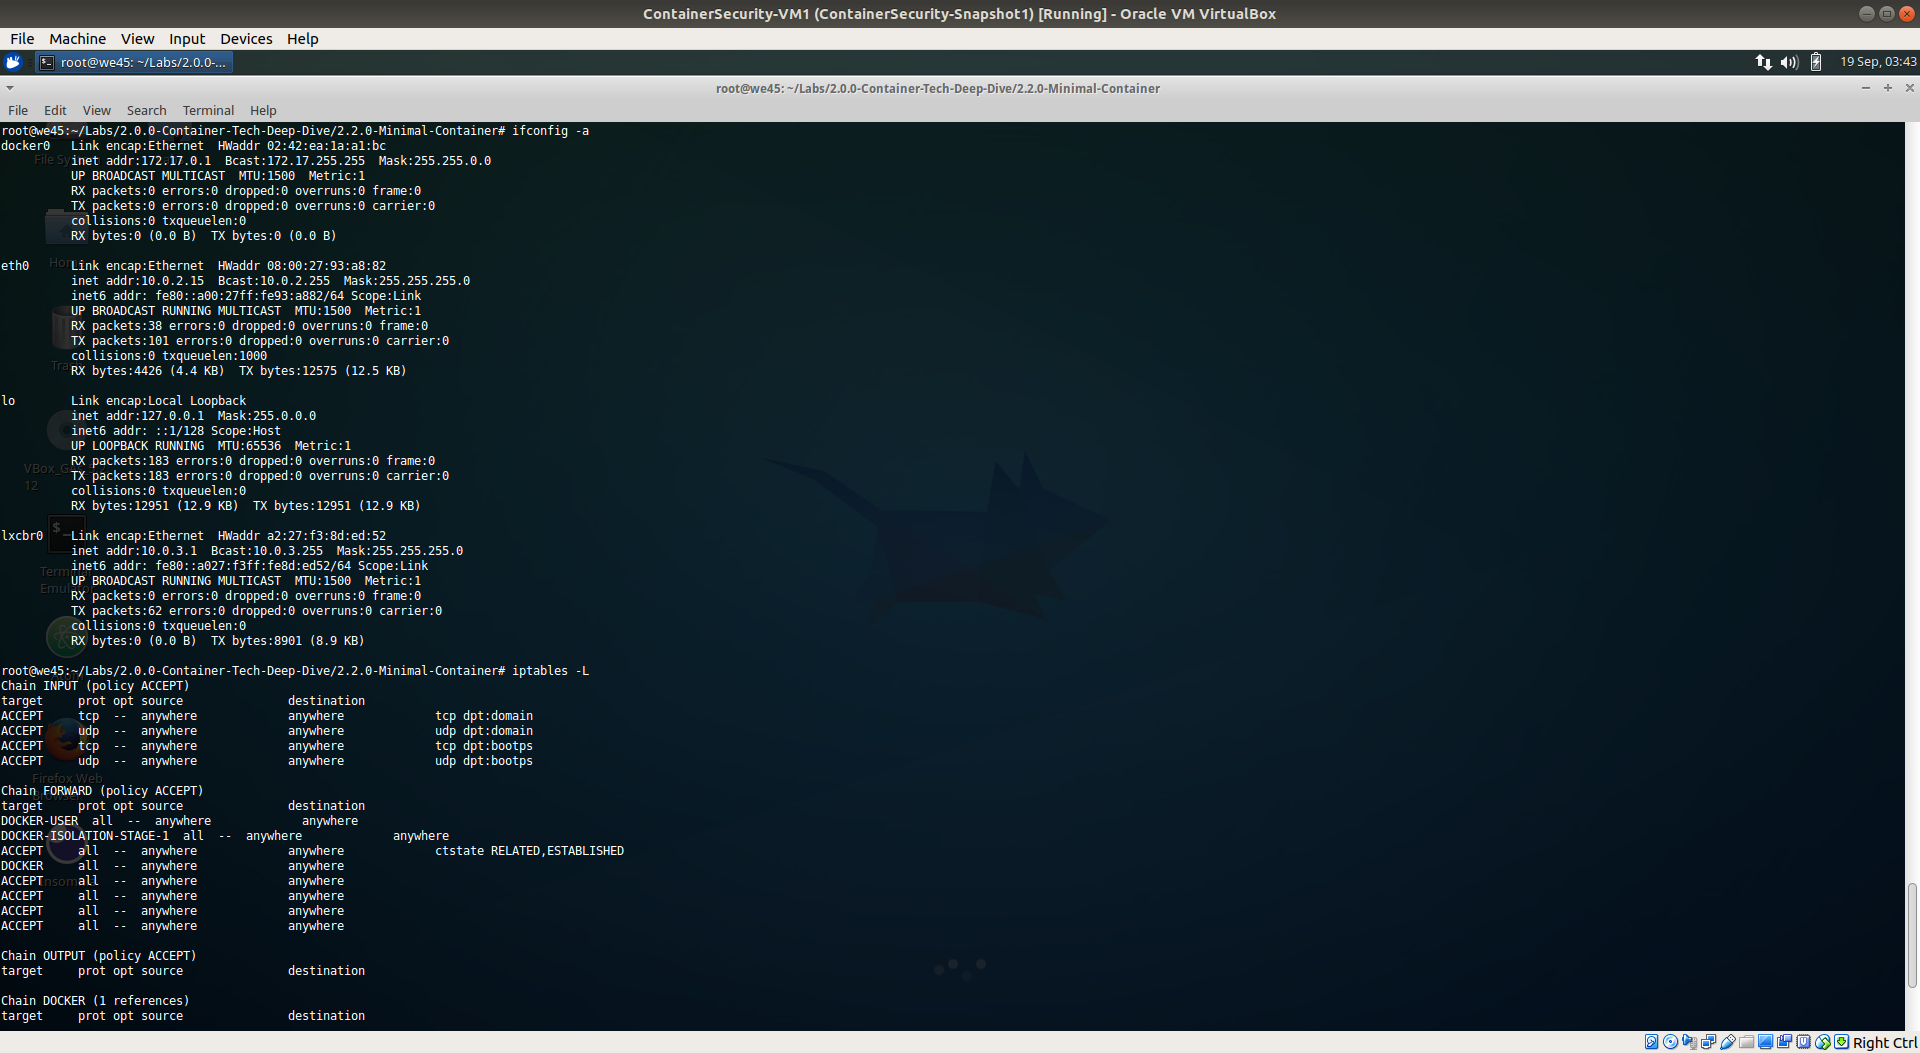 ContainerSecurity-VM1 (ContainerSecurity-Snapshot1) [Running] - Oracle VM VirtualBox
File Machine View Input Devices Help
root@we45: ~/Labs/2.0.0-... 19 Sep, 03:43
root@we45: ~/Labs/2.0.0-Container-Tech-Deep-Dive/2.2.0-Minimal-Container
File Edit View Search Terminal Help
root@we45:~/Labs/2.0.0-Container-Tech-Deep-Dive/2.2.0-Minimal-Container# ifconfig -a
docker0   Link encap:Ethernet  HWaddr 02:42:ea:1a:a1:bc
          inet addr:172.17.0.1  Bcast:172.17.255.255  Mask:255.255.0.0
          UP BROADCAST MULTICAST  MTU:1500  Metric:1
          RX packets:0 errors:0 dropped:0 overruns:0 frame:0
          TX packets:0 errors:0 dropped:0 overruns:0 carrier:0
          collisions:0 txqueuelen:0
          RX bytes:0 (0.0 B)  TX bytes:0 (0.0 B)
eth0      Link encap:Ethernet  HWaddr 08:00:27:93:a8:82
          inet addr:10.0.2.15  Bcast:10.0.2.255  Mask:255.255.255.0
          inet6 addr: fe80::a00:27ff:fe93:a882/64 Scope:Link
          UP BROADCAST RUNNING MULTICAST  MTU:1500  Metric:1
          RX packets:38 errors:0 dropped:0 overruns:0 frame:0
          TX packets:101 errors:0 dropped:0 overruns:0 carrier:0
          collisions:0 txqueuelen:1000
          RX bytes:4426 (4.4 KB)  TX bytes:12575 (12.5 KB)
lo        Link encap:Local Loopback
          inet addr:127.0.0.1  Mask:255.0.0.0
          inet6 addr: ::1/128 Scope:Host
          UP LOOPBACK RUNNING  MTU:65536  Metric:1
          RX packets:183 errors:0 dropped:0 overruns:0 frame:0
          TX packets:183 errors:0 dropped:0 overruns:0 carrier:0
          collisions:0 txqueuelen:0
          RX bytes:12951 (12.9 KB)  TX bytes:12951 (12.9 KB)
lxcbr0    Link encap:Ethernet  HWaddr a2:27:f3:8d:ed:52
          inet addr:10.0.3.1  Bcast:10.0.3.255  Mask:255.255.255.0
          inet6 addr: fe80::a027:f3ff:fe8d:ed52/64 Scope:Link
          UP BROADCAST RUNNING MULTICAST  MTU:1500  Metric:1
          RX packets:0 errors:0 dropped:0 overruns:0 frame:0
          TX packets:62 errors:0 dropped:0 overruns:0 carrier:0
          collisions:0 txqueuelen:0
          RX bytes:0 (0.0 B)  TX bytes:8901 (8.9 KB)
root@we45:~/Labs/2.0.0-Container-Tech-Deep-Dive/2.2.0-Minimal-Container# iptables -L
Chain INPUT (policy ACCEPT)
target     prot opt source               destination
ACCEPT     tcp  --  anywhere             anywhere             tcp dpt:domain
ACCEPT     udp  --  anywhere             anywhere             udp dpt:domain
ACCEPT     tcp  --  anywhere             anywhere             tcp dpt:bootps
ACCEPT     udp  --  anywhere             anywhere             udp dpt:bootps
Chain FORWARD (policy ACCEPT)
target     prot opt source               destination
DOCKER-USER  all  --  anywhere             anywhere
DOCKER-ISOLATION-STAGE-1  all  --  anywhere             anywhere
ACCEPT     all  --  anywhere             anywhere             ctstate RELATED,ESTABLISHED
DOCKER     all  --  anywhere             anywhere
ACCEPT     all  --  anywhere             anywhere
ACCEPT     all  --  anywhere             anywhere
ACCEPT     all  --  anywhere             anywhere
ACCEPT     all  --  anywhere             anywhere
Chain OUTPUT (policy ACCEPT)
target     prot opt source               destination
Chain DOCKER (1 references)
target     prot opt source               destination
Firefox Web
Right Ctrl